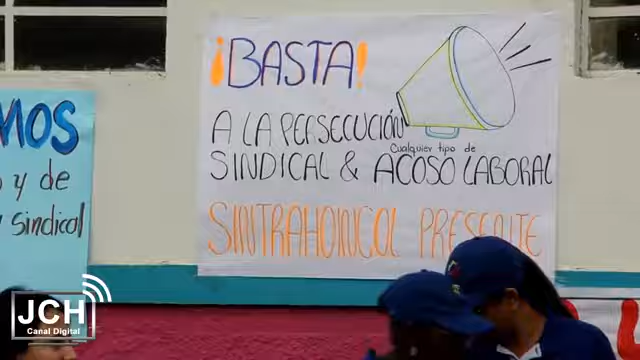 ¡BASTA!
A LA PERSECUCIÓN
Cualquier tipo de
SINDICAL & ACOSO LABORAL
SINTRAHOINCOL PRESENTE
MOS
y de
sindical
JCH
Canal Digital